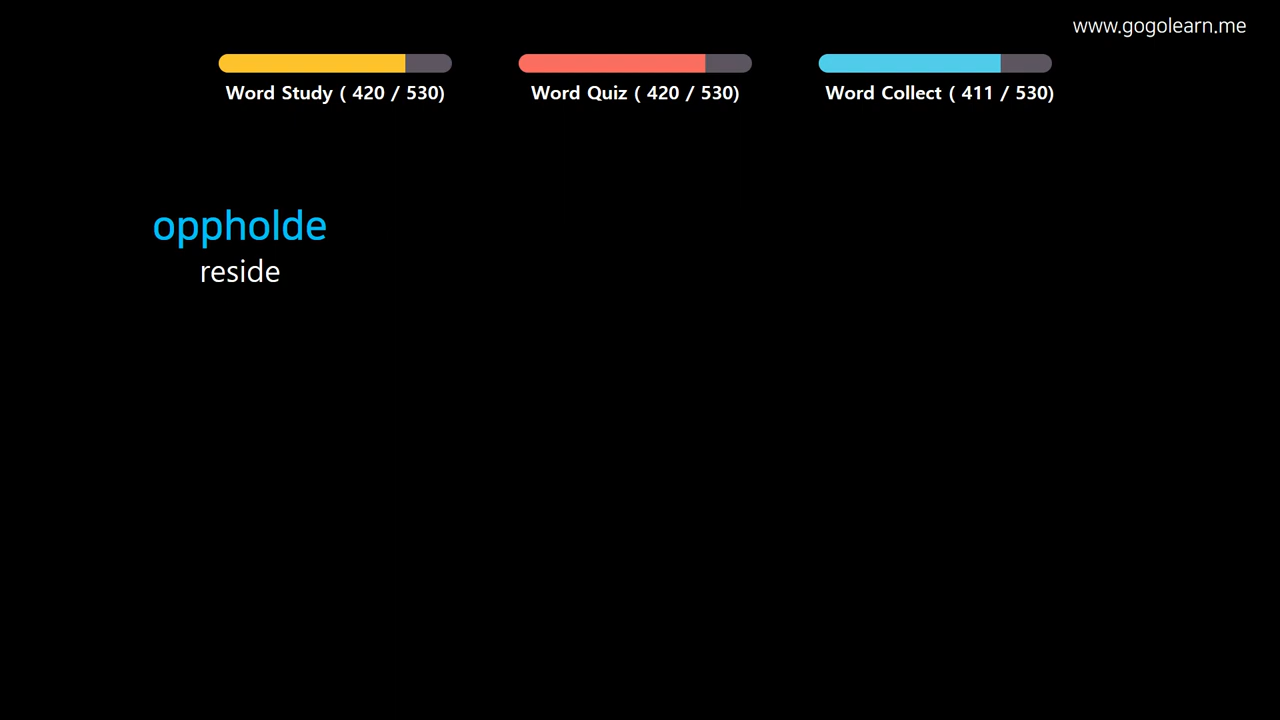 www.gogolearn.me
Word Study ( 420 / 530)
Word Quiz ( 420 / 530)
Word Collect ( 411 / 530)
oppholde
reside